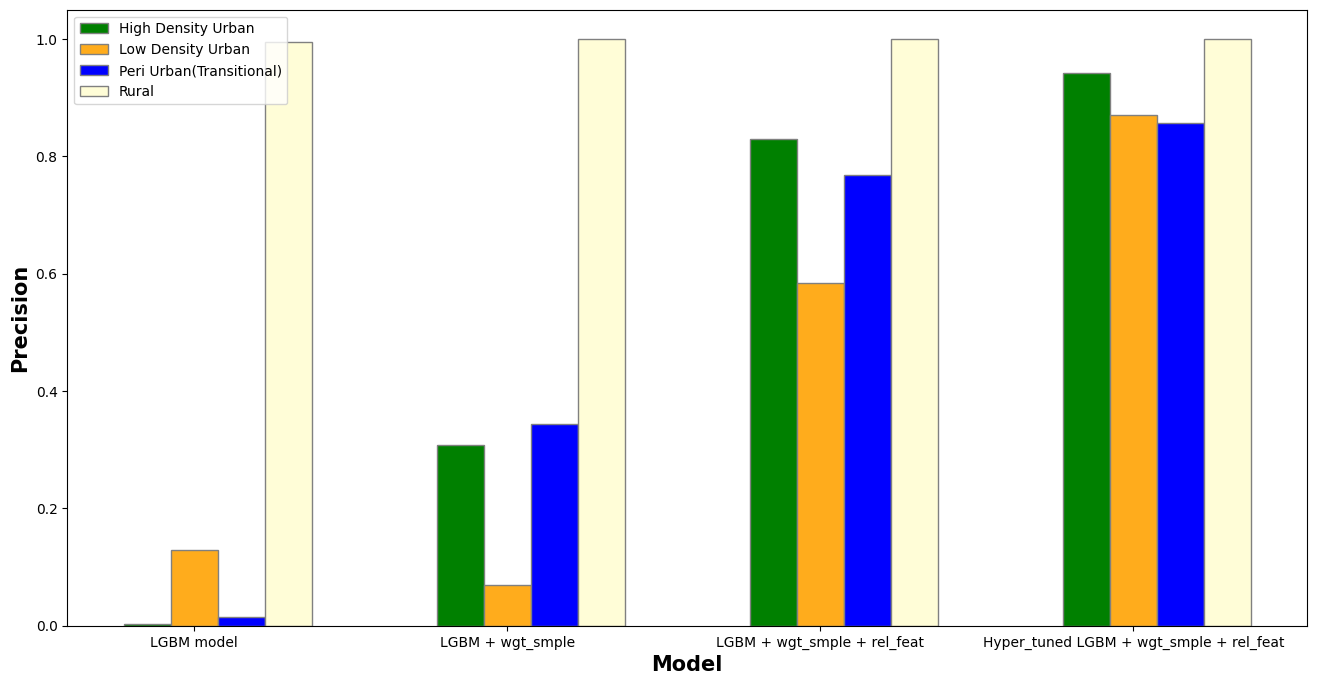 High Density Urban
Low Density Urban
Peri Urban(Transitional)
Rural
1.0
0.8
0.6
0.4
0.2
0.0
Precision
LGBM model
LGBM + wgt_smple
LGBM + wgt_smple + rel_feat
Hyper_tuned LGBM + wgt_smple + rel_feat
Model